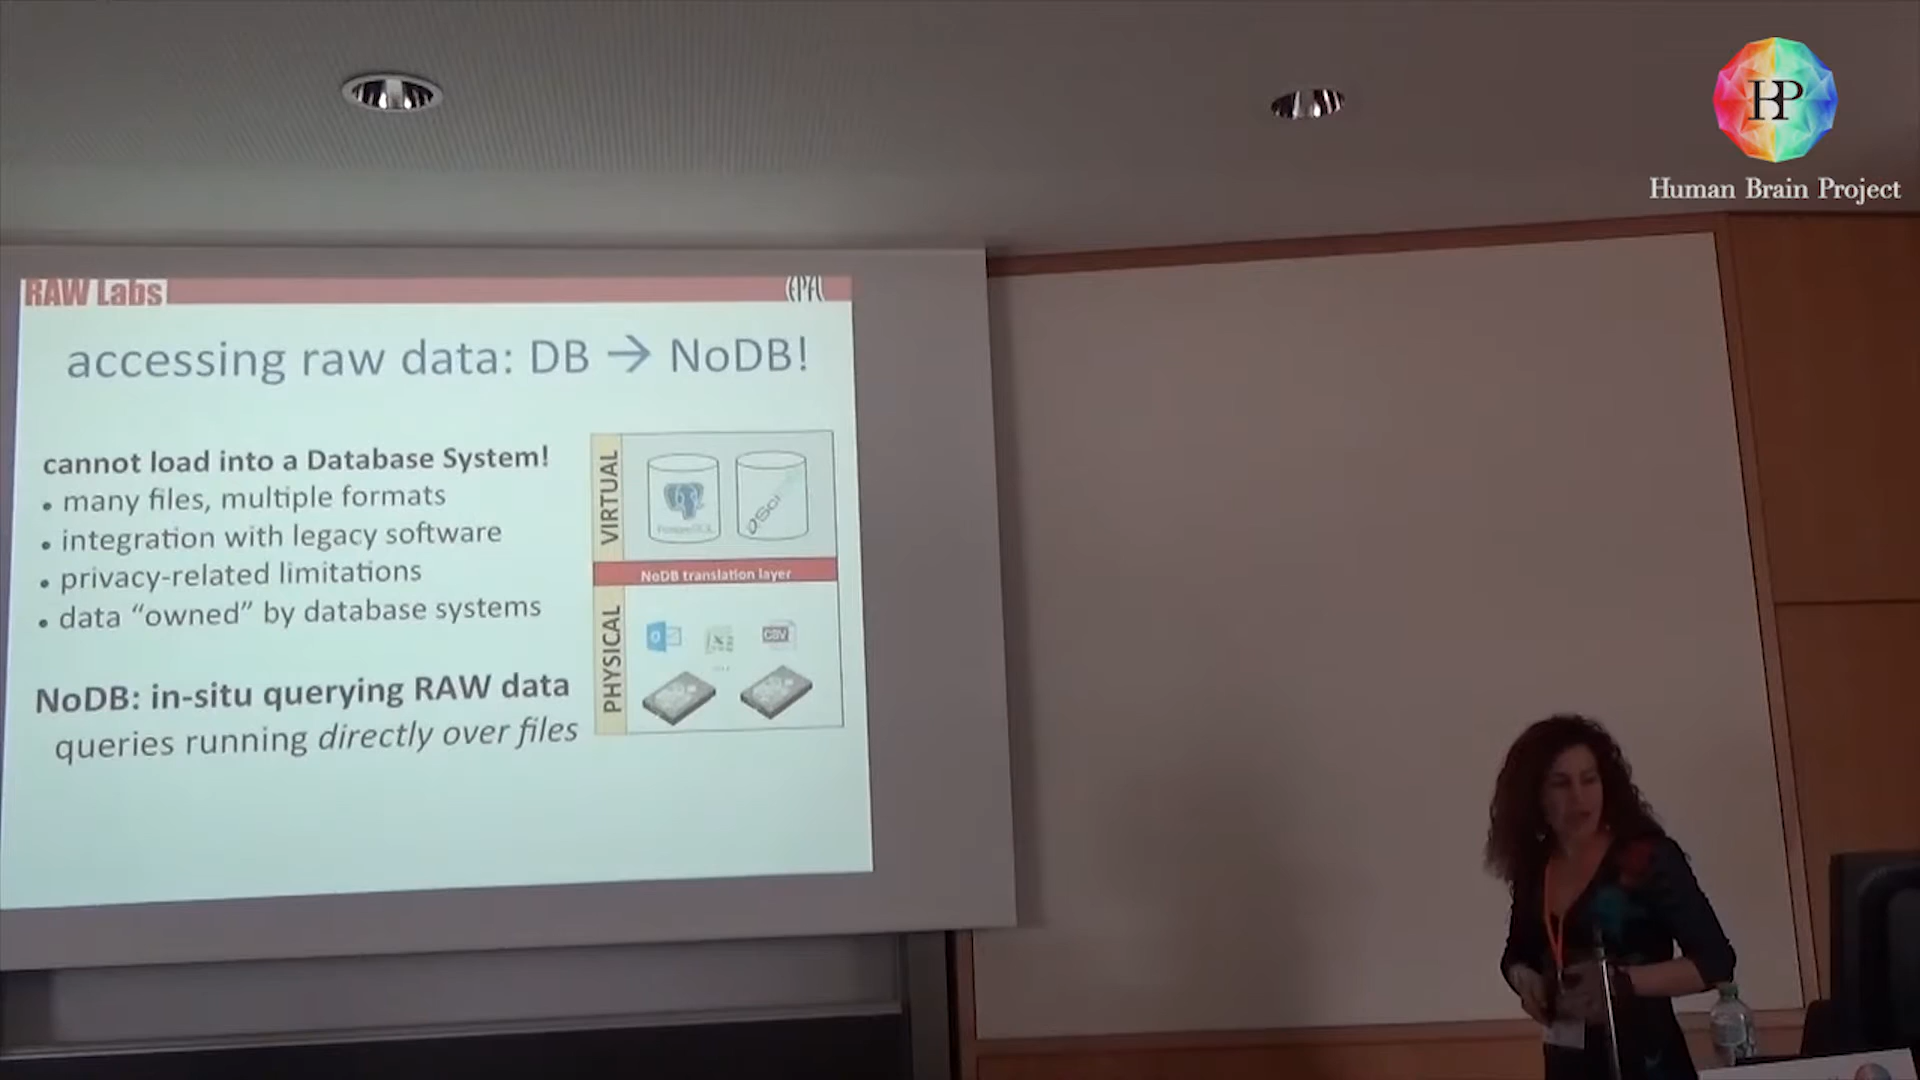 HBP
Human Brain Project
RAW Labs
EPFL
accessing raw data: DB → NoDB!
cannot load into a Database System!
• many files, multiple formats
• integration with legacy software
• privacy-related limitations
• data “owned” by database systems
NoDB: in-situ querying RAW data
queries running directly over files
VIRTUAL
PostgreSQL
NoDB translation layer
PHYSICAL
CSV